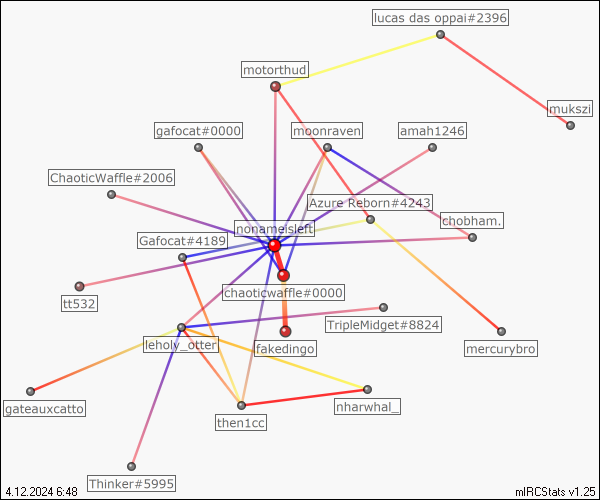 lucas das oppai#2396
motorthud
mukszi
gafocat#0000
moonraven
amah1246
ChaoticWaffle#2006
Azure Reborn#4243
chobham.
nonameisleft
Gafocat#4189
chaoticwaffle#0000
tt532
TripleMidget#8824
leholy_otter
fakedingo
mercurybro
gateauxcatto
nharwhal_
then1cc
Thinker#5995
4.12.2024 6:48
mIRCStats v1.25